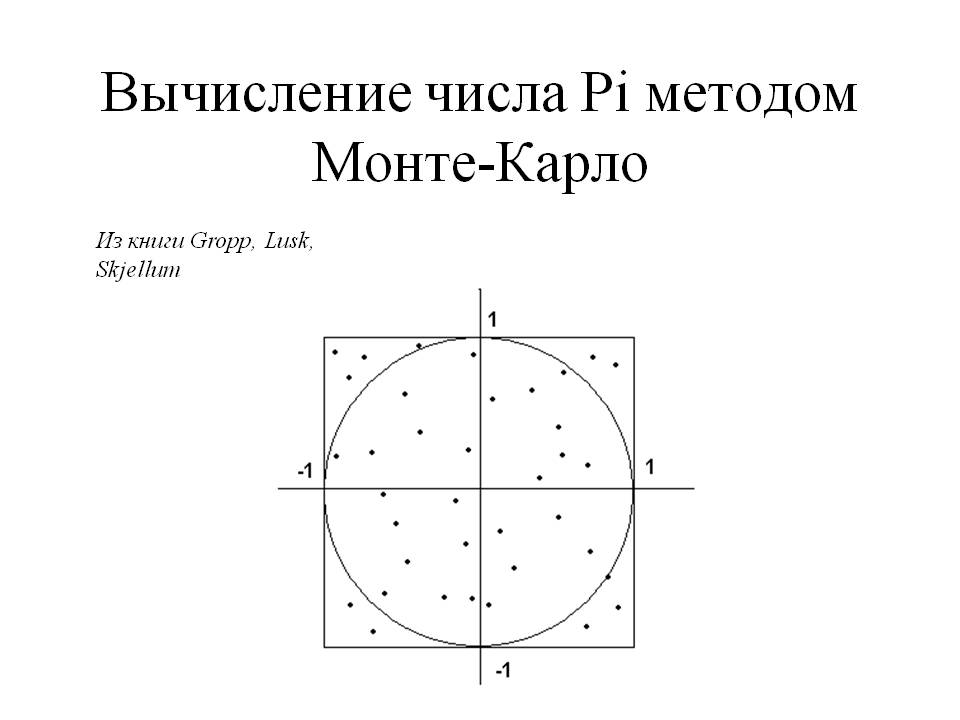 Вычисление числа Pi методом
Монте-Карло
Из книги Gropp, Lusk,
Skjellum
1
-1
1
-1